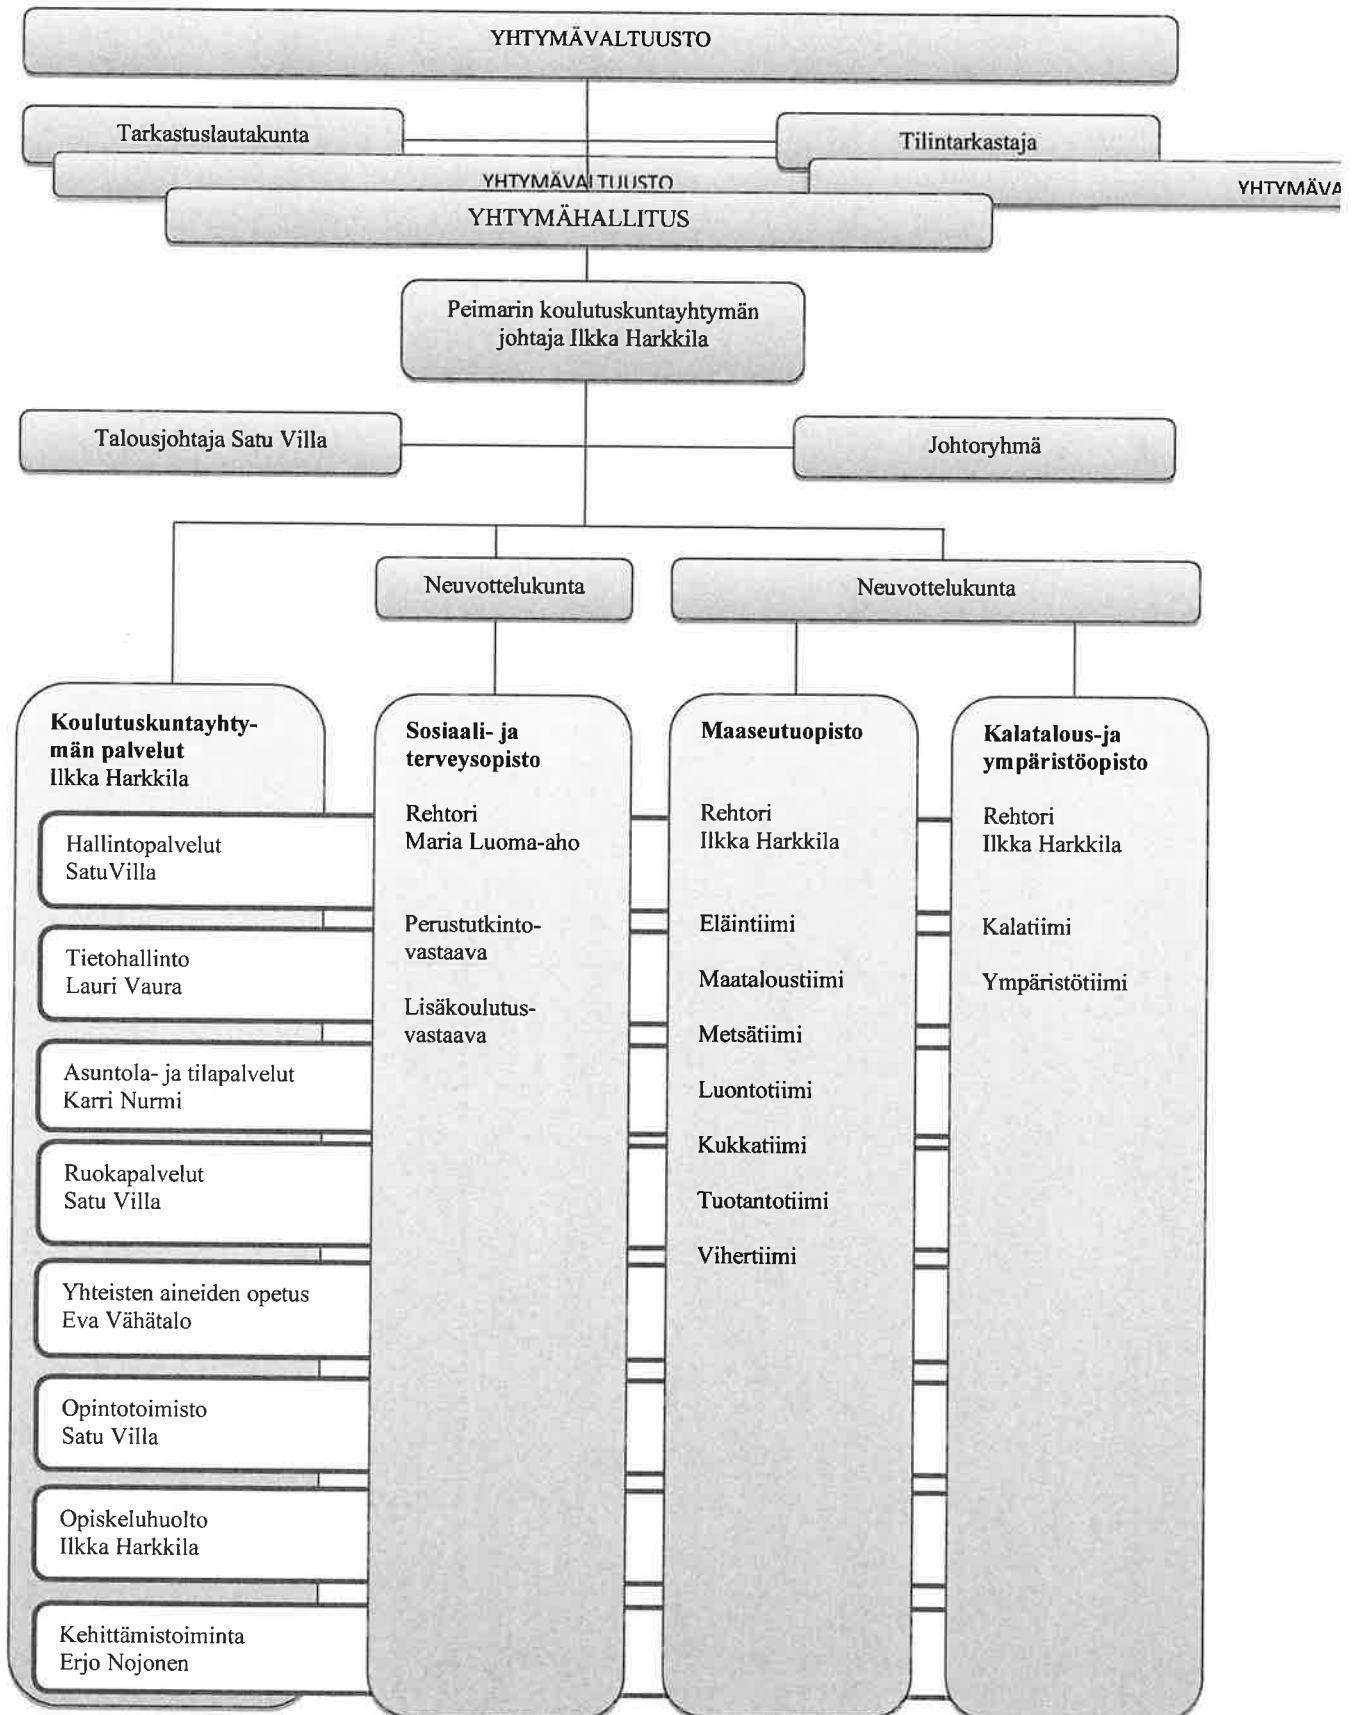 YHTYMÄVALTUUSTO
Tarkastuslautakunta
Tilintarkastaja
YHTYMÄVALTUUSTO
YHTYMÄVA
YHTYMÄHALLITUS
Peimarin koulutuskuntayhtymän
johtaja Ilkka Harkkila
Talousjohtaja Satu Villa
Johtoryhmä
Neuvottelukunta
Neuvottelukunta
Koulutuskuntayhty-
män palvelut
Ilkka Harkkila
Hallintopalvelut
SatuVilla
Tietohallinto
Lauri Vaura
Asuntola- ja tilapalvelut
Karri Nurmi
Ruokapalvelut
Satu Villa
Yhteisten aineiden opetus
Eva Vähätalo
Opintotoimisto
Satu Villa
Opiskeluhuolto
Ilkka Harkkila
Kehittämistoiminta
Erjo Nojonen
Sosiaali- ja
terveysopisto
Rehtori
Maria Luoma-aho
Perustutkinto-
vastaava
Lisäkoulutus-
vastaava
Maaseutuopisto
Rehtori
Ilkka Harkkila
Eläintiimi
Maataloustiimi
Metsätiimi
Luontotiimi
Kukkatiimi
Tuotantotiimi
Vihertiimi
Kalatalous-ja
ympäristöopisto
Rehtori
Ilkka Harkkila
Kalatiimi
Ympäristötiimi